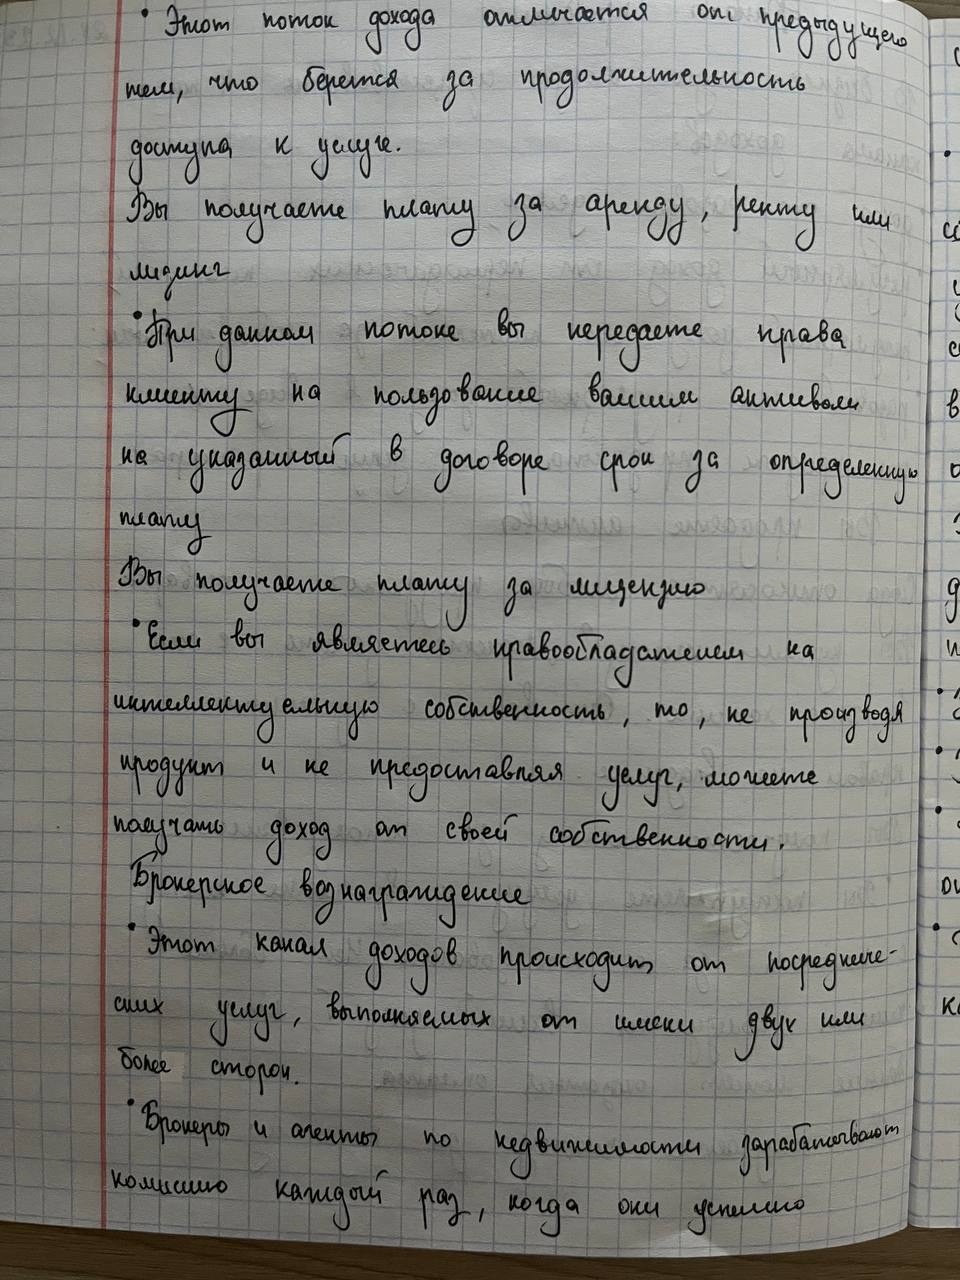 • Этот поток дохода отличается от предыдущего
тем, что берется за продолжительность
доступа к услуге.
Вы получаете плату за аренду, ренту или
лизинг
• При данном потоке вы передаете права
клиенту на пользование вашим активом
на указанный в договоре срок за определенную
плату
Вы получаете плату за лицензию
• Если вы являетесь правообладателем на
интеллектуальную собственность, то, не производя
продукт и не предоставляя услуг, можете
получать доход от своей собственности.
Брокерское вознаграждение
• Этот канал доходов происходит от посредниче-
ских услуг, выполняемых от имени двух или
более сторон.
• Брокеры и агенты по недвижимости зарабатывают
комиссию каждый раз, когда они успешно